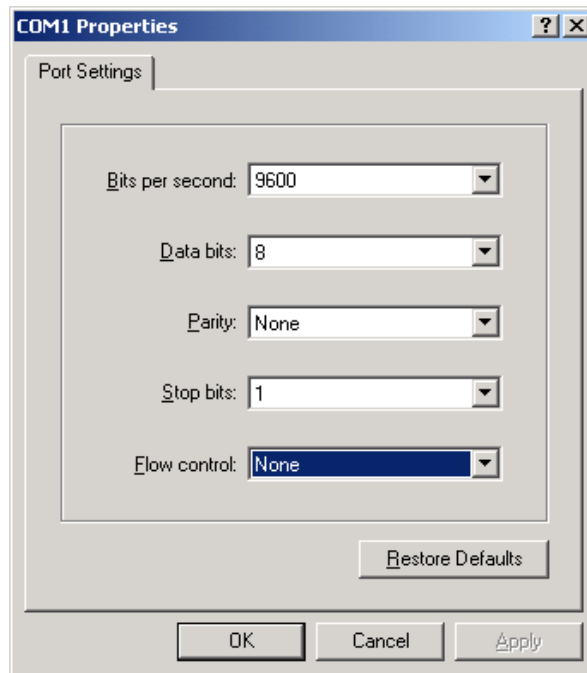 COM1 Properties
Port Settings
Bits per second: 9600
Data bits: 8
Parity: None
Stop bits: 1
Flow control: None
Restore Defaults
OK Cancel Apply